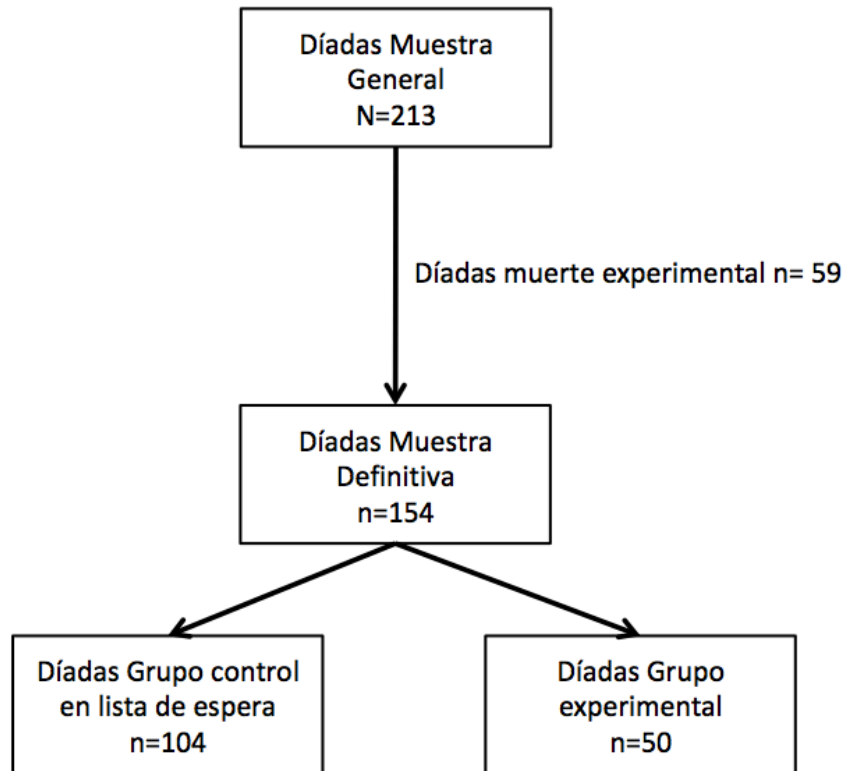 Díadas Muestra
General
N=213
Díadas muerte experimental n= 59
Díadas Muestra
Definitiva
n=154
Díadas Grupo control
en lista de espera
n=104
Díadas Grupo
experimental
n=50